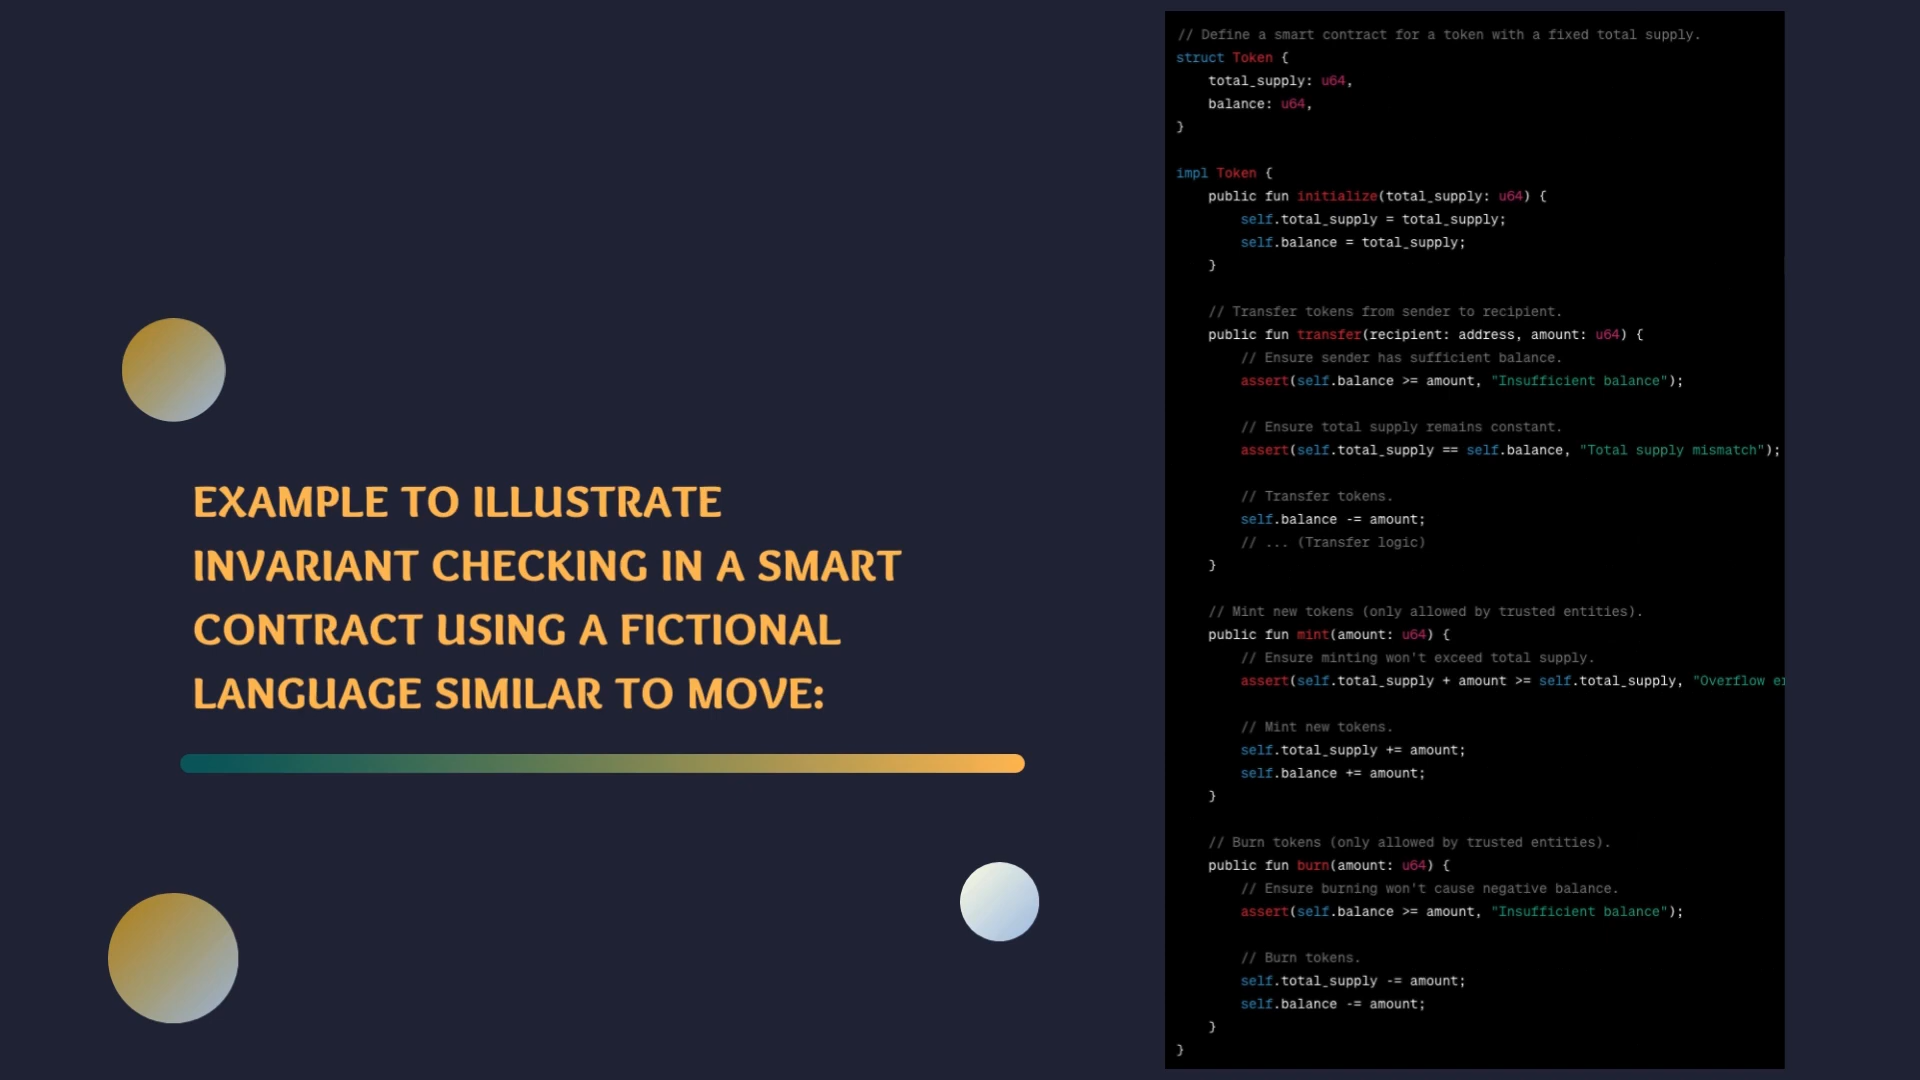 EXAMPLE TO ILLUSTRATE
INVARIANT CHECKING IN A SMART
CONTRACT USING A FICTIONAL
LANGUAGE SIMILAR TO MOVE:
// Define a smart contract for a token with a fixed total supply.
struct Token {
    total_supply: u64,
    balance: u64,
}

impl Token {
    public fun initialize(total_supply: u64) {
        self.total_supply = total_supply;
        self.balance = total_supply;
    }

    // Transfer tokens from sender to recipient.
    public fun transfer(recipient: address, amount: u64) {
        // Ensure sender has sufficient balance.
        assert(self.balance >= amount, "Insufficient balance");

        // Ensure total supply remains constant.
        assert(self.total_supply == self.balance, "Total supply mismatch");

        // Transfer tokens.
        self.balance -= amount;
        // ... (Transfer logic)
    }

    // Mint new tokens (only allowed by trusted entities).
    public fun mint(amount: u64) {
        // Ensure minting won't exceed total supply.
        assert(self.total_supply + amount >= self.total_supply, "Overflow

        // Mint new tokens.
        self.total_supply += amount;
        self.balance += amount;
    }

    // Burn tokens (only allowed by trusted entities).
    public fun burn(amount: u64) {
        // Ensure burning won't cause negative balance.
        assert(self.balance >= amount, "Insufficient balance");

        // Burn tokens.
        self.total_supply -= amount;
        self.balance -= amount;
    }
}